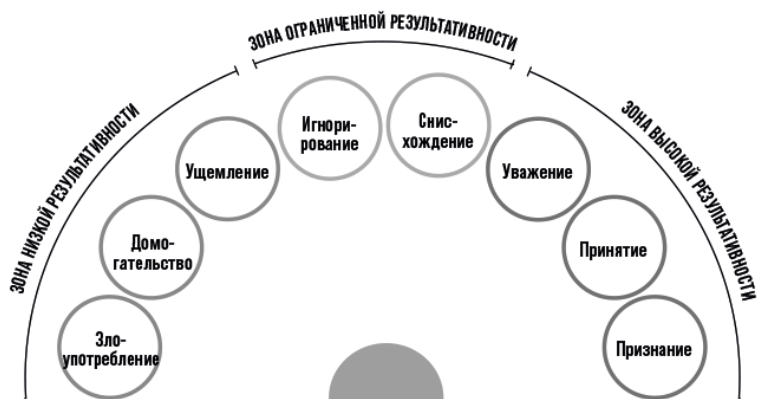 ЗОНА ОГРАНИЧЕННОЙ РЕЗУЛЬТАТИВНОСТИ
ЗОНА НИЗКОЙ РЕЗУЛЬТАТИВНОСТИ
ЗОНА ВЫСОКОЙ РЕЗУЛЬТАТИВНОСТИ
Игнори-
рование
Снис-
хождение
Ущемление
Уважение
Домо-
гательство
Принятие
Зло-
употребление
Признание